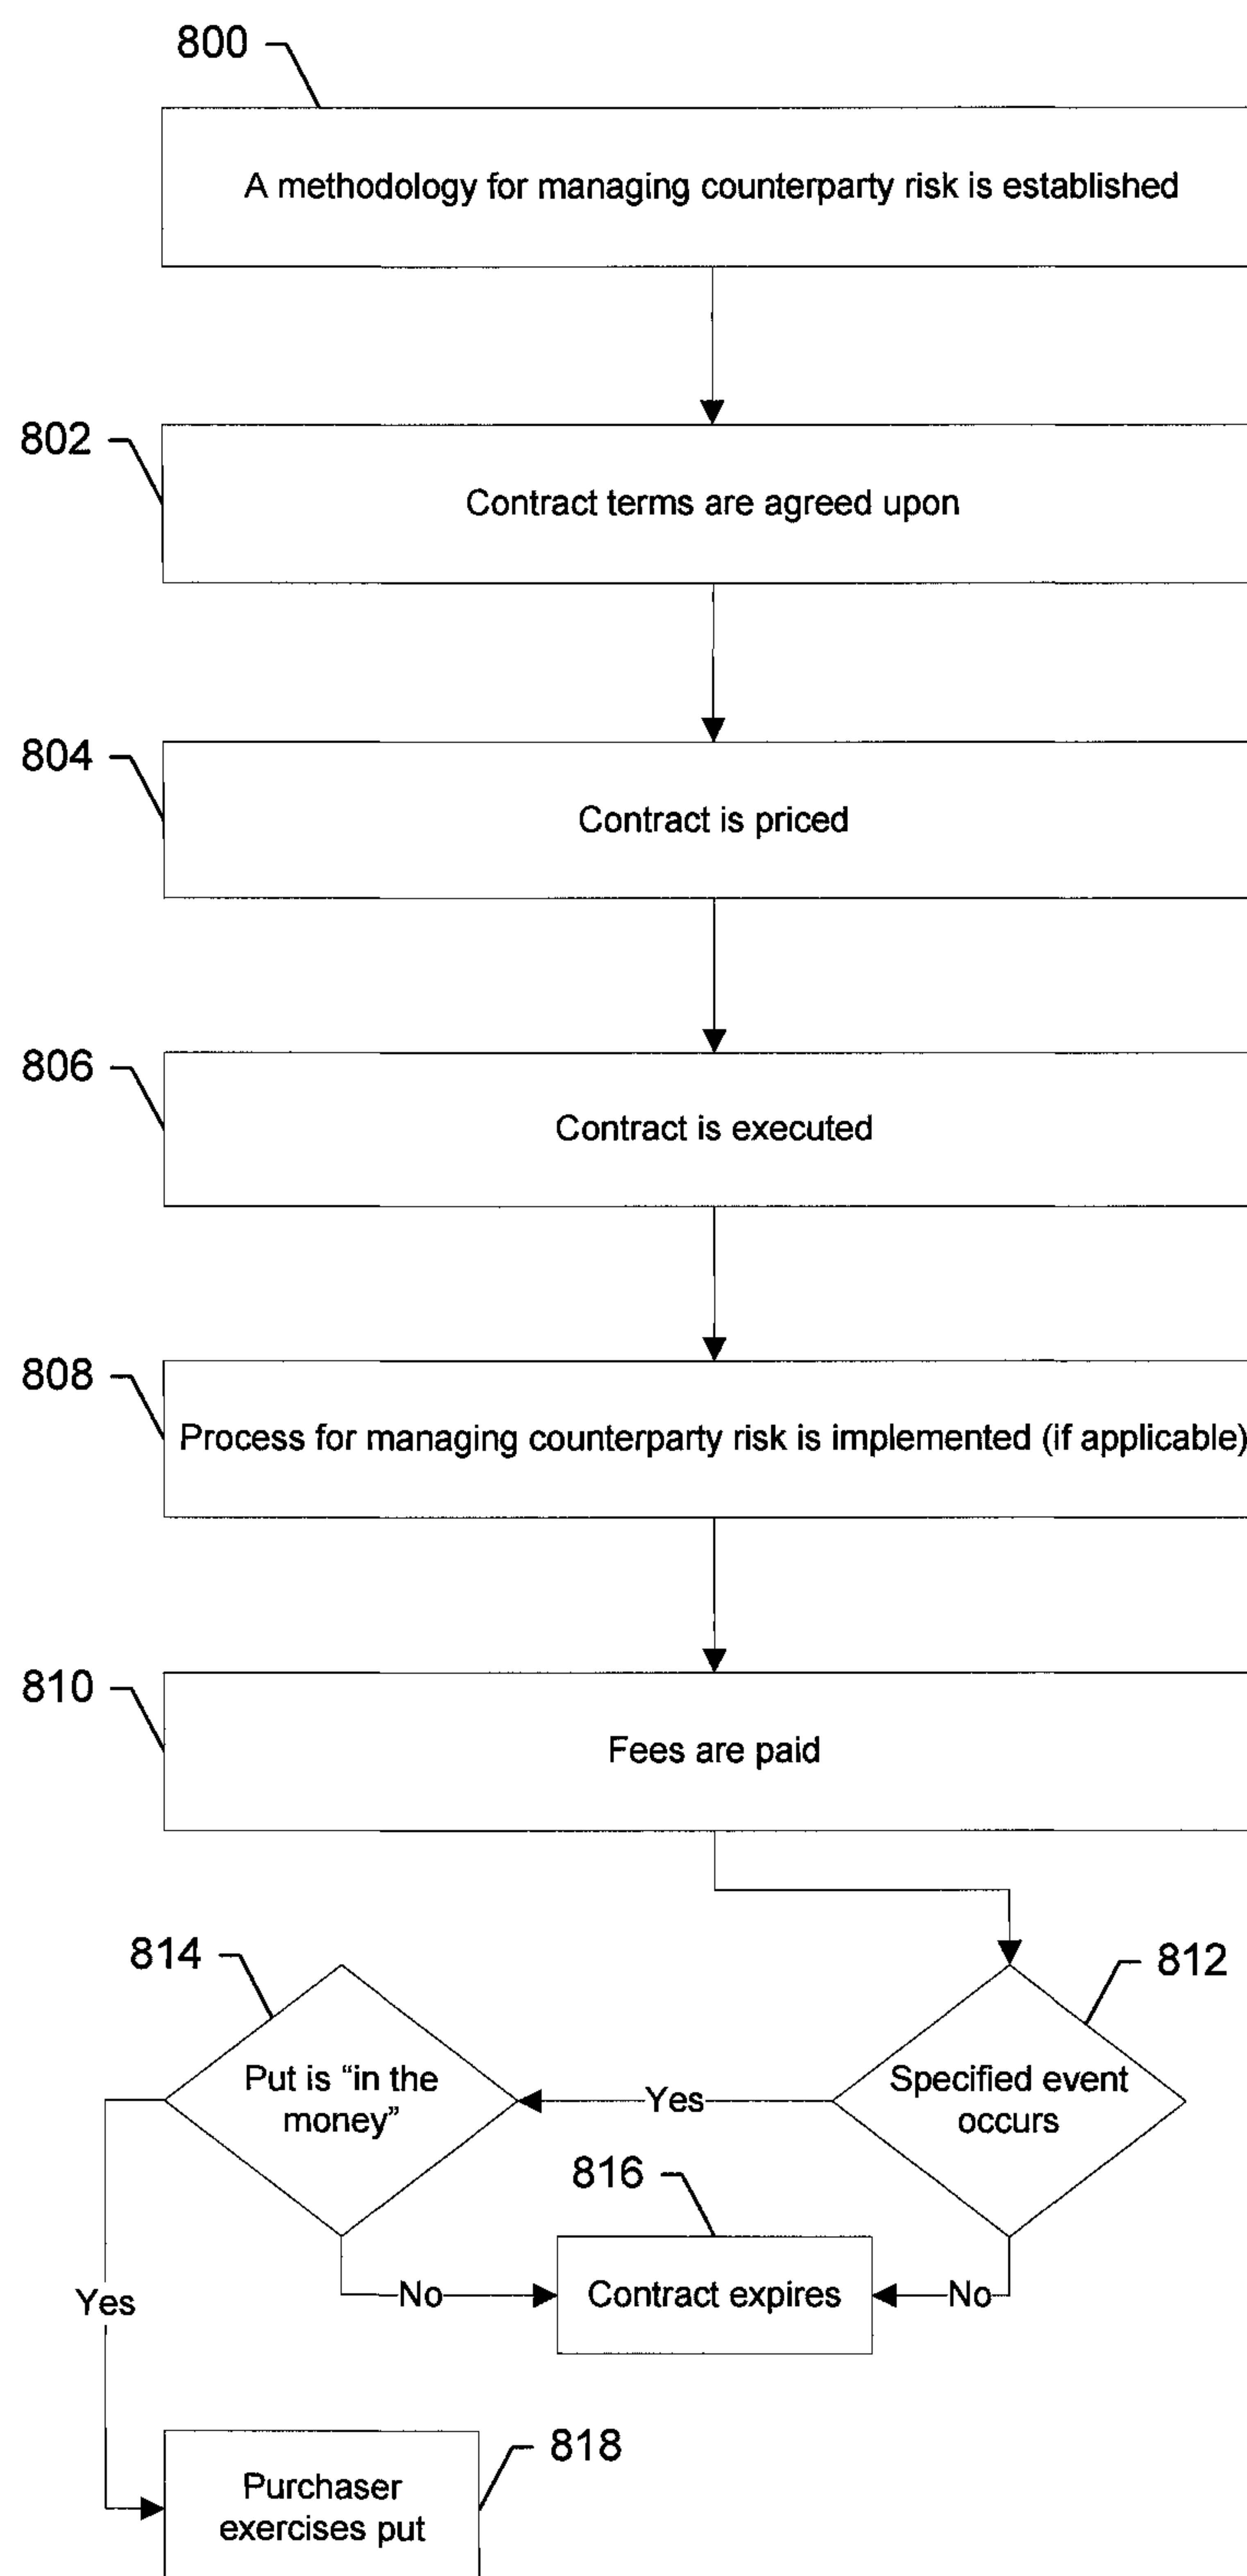 800
A methodology for managing counterparty risk is established
802
Contract terms are agreed upon
804
Contract is priced
806
Contract is executed
808
Process for managing counterparty risk is implemented (if applicable)
810
Fees are paid
814
812
Put is “in the
money”
Yes
Specified event
occurs
816
Yes
No
Contract expires
No
818
Purchaser
exercises put